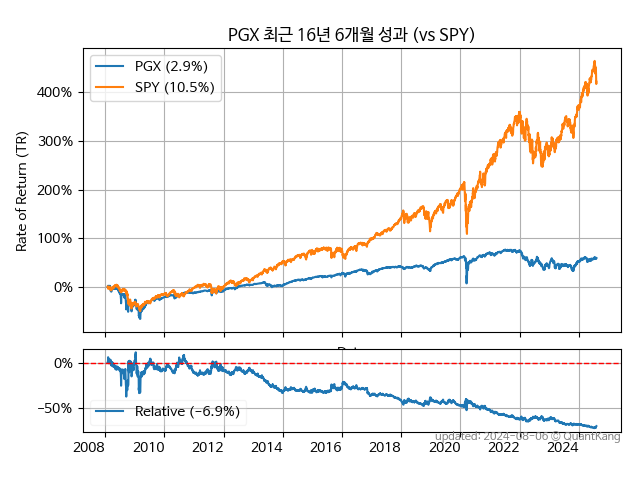 PGX 최근 16년 6개월 성과 (vs SPY)
PGX (2.9%)
SPY (10.5%)
400%
300%
200%
100%
0%
Rate of Return (TR)
0%
−50%
Relative (−6.9%)
2008 2010 2012 2014 2016 2018 2020 2022 2024
updated: 2024-08-06 © QuantKang